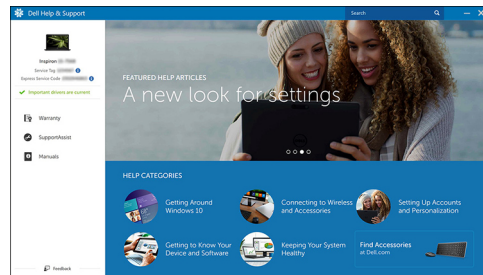 Dell Help & Support
Search
Inspiron
Service Tag
Express Service Code
Important drivers are current
Warranty
SupportAssist
Manuals
Feedback
FEATURED HELP ARTICLES
A new look for settings
HELP CATEGORIES
Getting Around
Windows 10
Connecting to Wireless
and Accessories
Setting Up Accounts
and Personalization
Getting to Know Your
Device and Software
Keeping Your System
Healthy
Find Accessories
at Dell.com